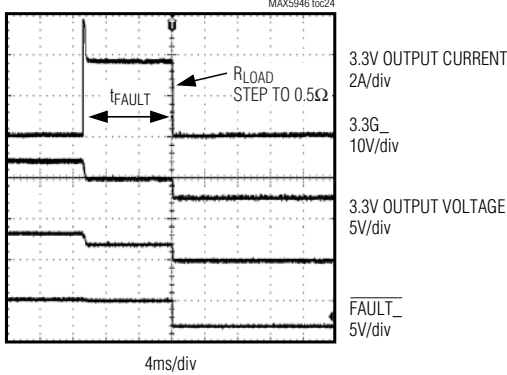 MAX5946 toc24
3.3V OUTPUT CURRENT
2A/div
RLOAD
STEP TO 0.5Ω
tFAULT
3.3G_
10V/div
3.3V OUTPUT VOLTAGE
5V/div
FAULT_
5V/div
4ms/div